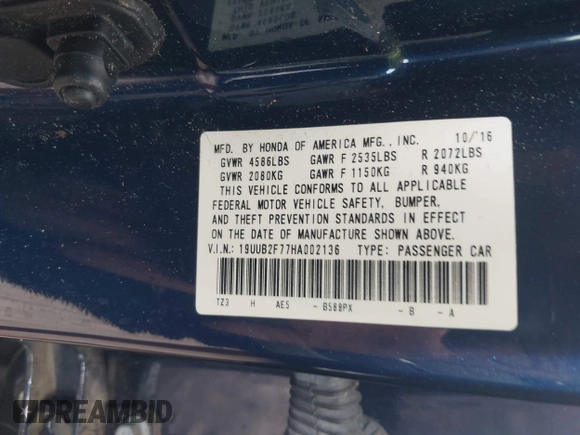 MFD. BY HONDA OF AMERICA MFG., INC. 10/16
GVWR 4586LBS GAWR F 2535LBS R 2072LBS
GVWR 2080KG GAWR F 1150KG R 940KG
THIS VEHICLE CONFORMS TO ALL APPLICABLE
FEDERAL MOTOR VEHICLE SAFETY, BUMPER,
AND THEFT PREVENTION STANDARDS IN EFFECT
ON THE DATE OF MANUFACTURE SHOWN ABOVE.
V.I.N.: 19UUB2F77HA002136 TYPE: PASSENGER CAR
TZ3 H AE5 - B589PX - B - A
DREAMBID